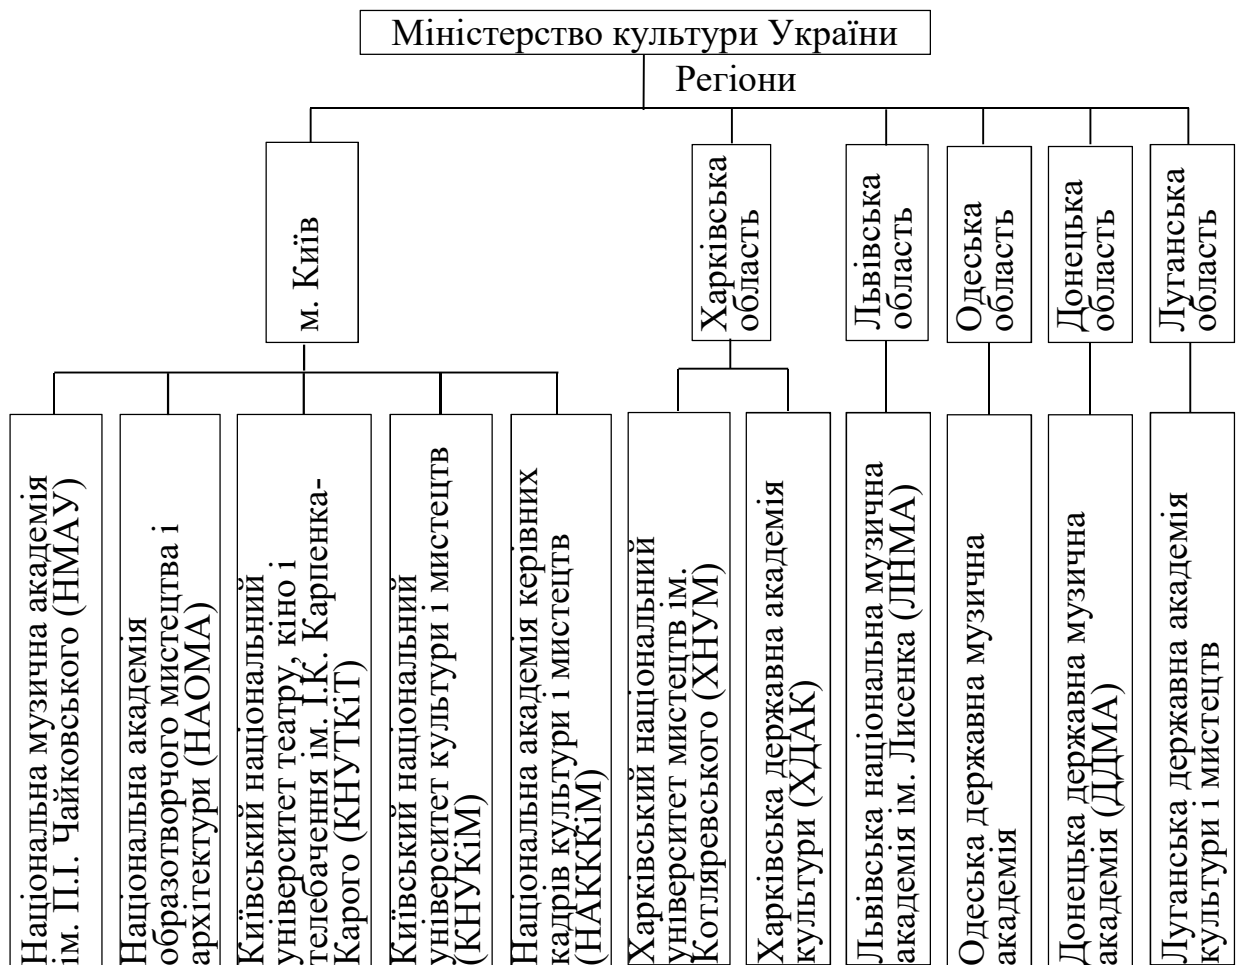 Міністерство культури України
Регіони
м. Київ
Харківська
область
Львівська
область
Одеська
область
Донецька
область
Луганська
область
Національна музична академія
ім. П.І. Чайковського (НМАУ)
Національна академія
образотворчого мистецтва і
архітектури (НАОМА)
Київський національний
університет театру, кіно і
телебачення ім. І.К. Карпенка-
Карого (КНУТКіТ)
Київський національний
університет культури і мистецтв
(КНУКіМ)
Національна академія керівних
кадрів культури і мистецтв
(НАККKіМ)
Харківський національний
університет мистецтв ім.
Котляревського (ХНУМ)
Харківська державна академія
культури (ХДАК)
Львівська національна музична
академія ім. Лисенка (ЛНМА)
Одеська державна музична
академія
Донецька державна музична
академія (ДДМА)
Луганська державна академія
культури і мистецтв